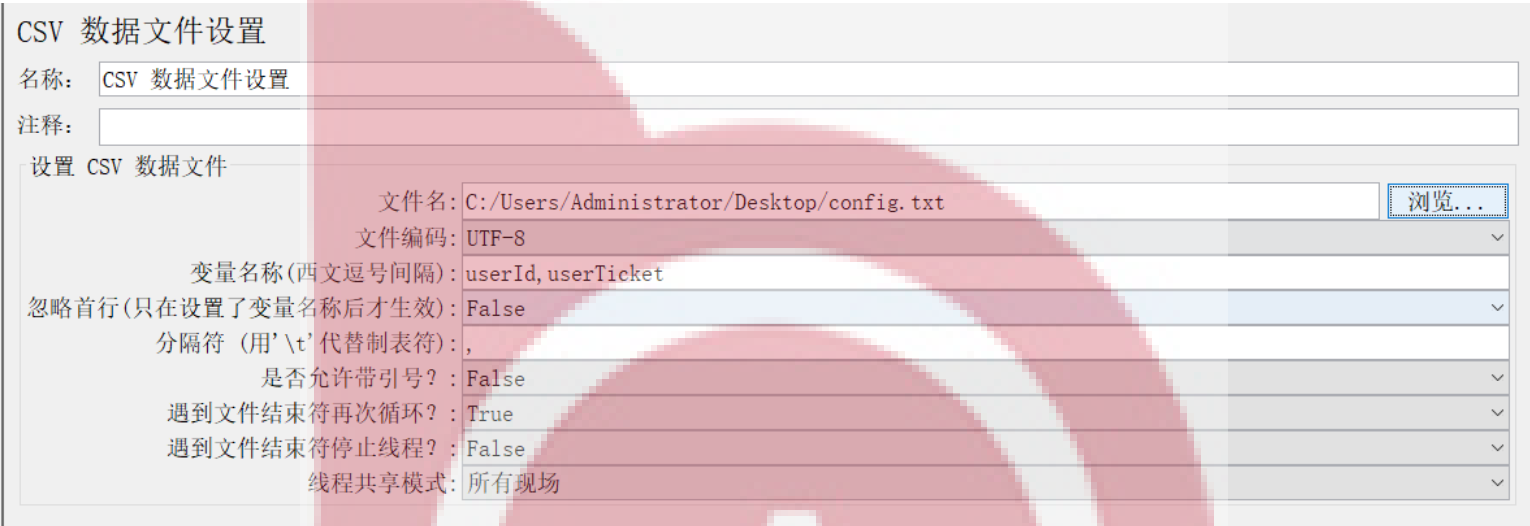 CSV 数据文件设置
名称: CSV 数据文件设置
注释:
设置 CSV 数据文件
文件名: C:/Users/Administrator/Desktop/config.txt 浏览...
文件编码: UTF-8
变量名称(西文逗号间隔): userId,userTicket
忽略首行(只在设置了变量名称后才生效): False
分隔符 (用'\t'代替制表符): ,
是否允许带引号?: False
遇到文件结束符再次循环?: True
遇到文件结束符停止线程?: False
线程共享模式: 所有现场